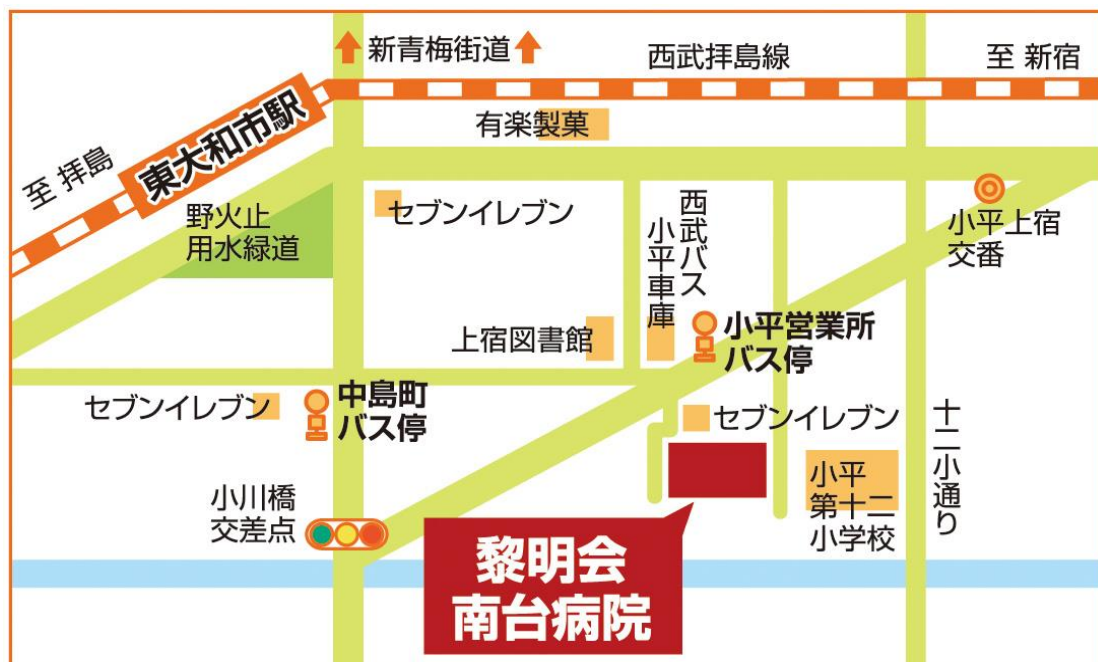 新青梅街道
西武拝島線
至 新宿
東大和市駅
至 拝島
有楽製菓
野火止
用水緑道
セブンイレブン
西武バス
小平車庫
小平上宿
交番
上宿図書館
小平営業所
バス停
セブンイレブン
中島町
バス停
セブンイレブン
十二小通り
小川橋
交差点
小平
第十二
小学校
黎明会
南台病院